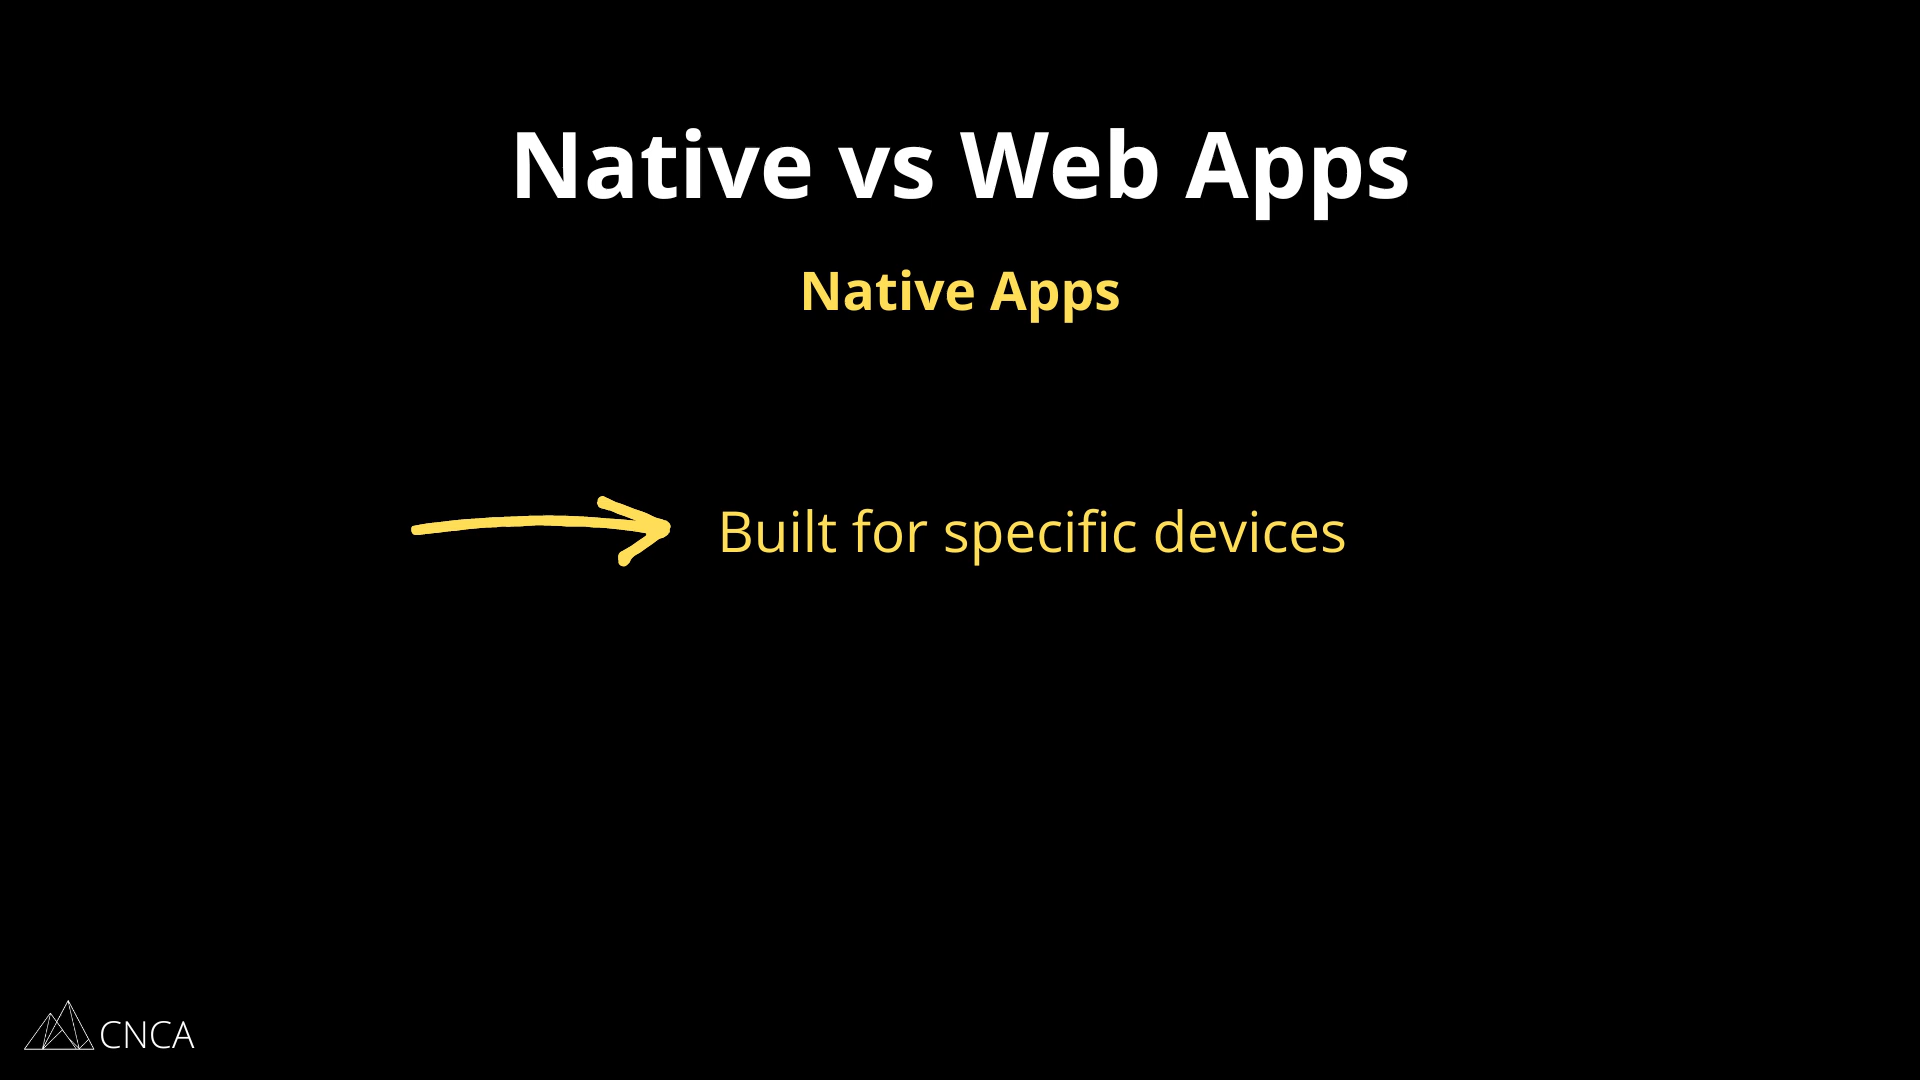 Native vs Web Apps
Native Apps
Built for specific devices
CNCA